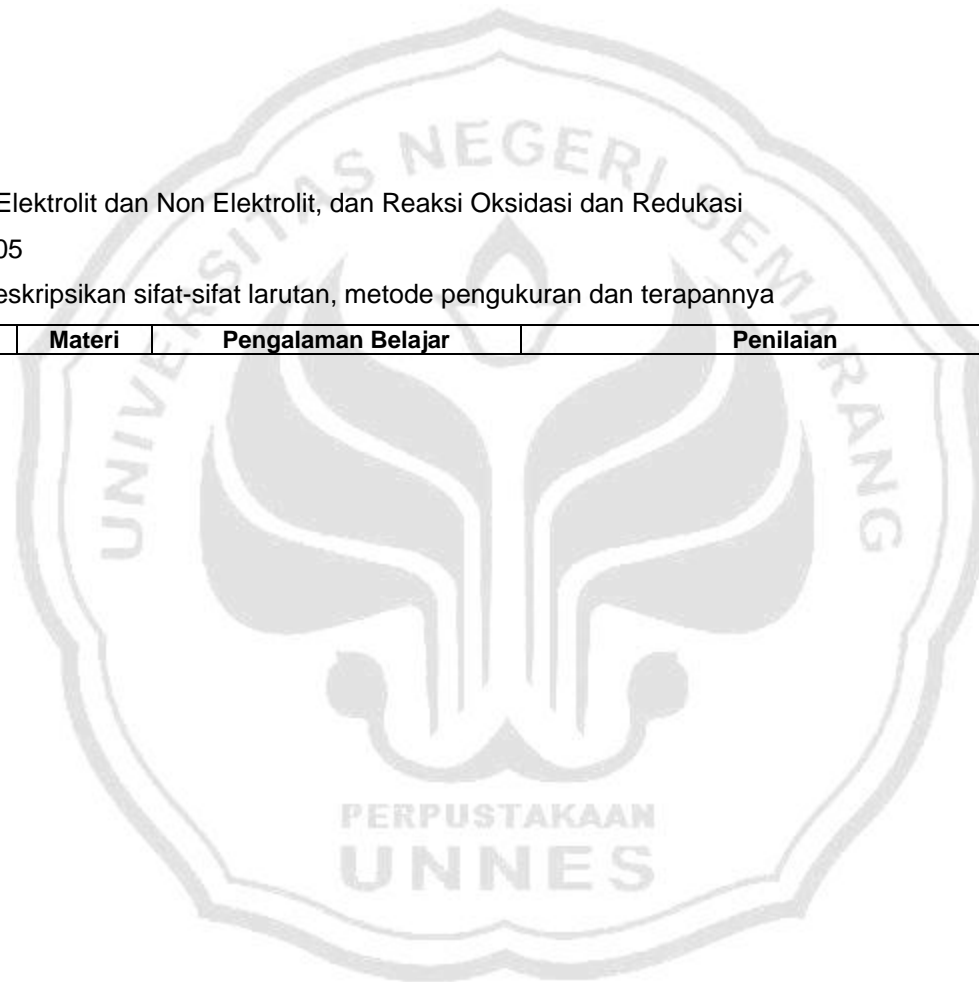 UNIVERSITAS NEGERI SEMARANG
Elektrolit dan Non Elektrolit, dan Reaksi Oksidasi dan Redukasi
05
eskripsikan sifat-sifat larutan, metode pengukuran dan terapannya
Materi Pengalaman Belajar Penilaian
PERPUSTAKAAN
UNNES